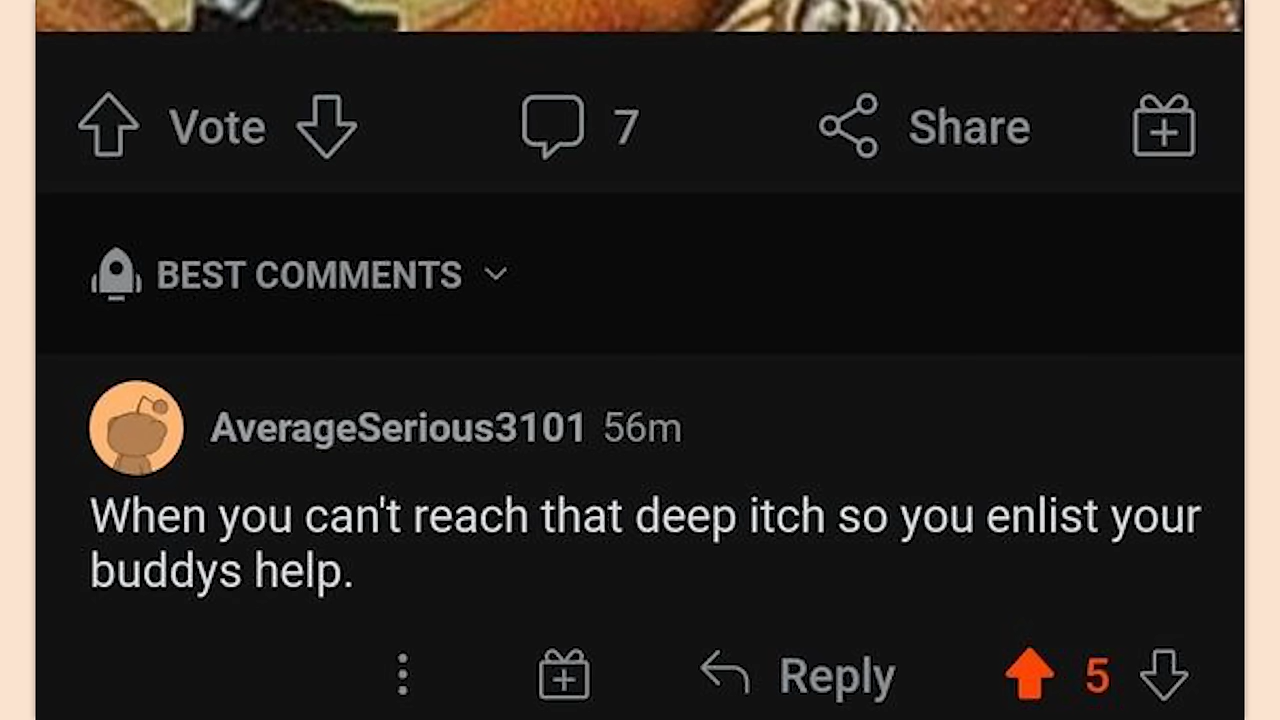 Vote 7 Share
BEST COMMENTS
AverageSerious3101 56m
When you can't reach that deep itch so you enlist your
buddys help.
Reply 5